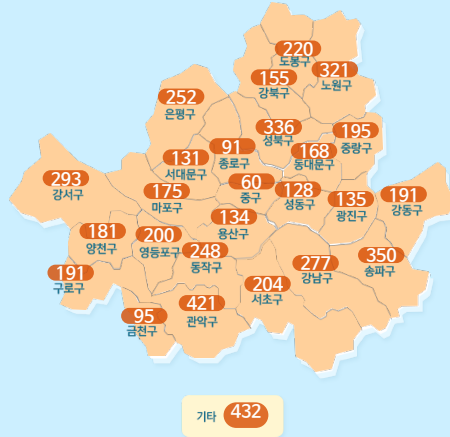 220
도봉구
321
노원구
155
강북구
252
은평구
336
성북구
195
중랑구
91
종로구
168
동대문구
131
서대문구
293
강서구
175
마포구
60
중구
128
성동구
135
광진구
191
강동구
134
용산구
181
양천구
200
영등포구
248
동작구
350
송파구
277
강남구
191
구로구
204
서초구
421
관악구
95
금천구
기타 432